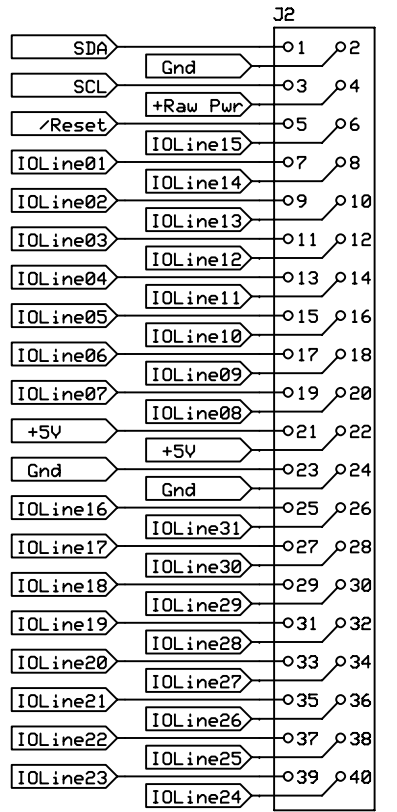 J2
SDA 1 2
Gnd
SCL 3 4
+Raw Pwr
/Reset 5 6
IOLine15
IOLine01 7 8
IOLine14
IOLine02 9 10
IOLine13
IOLine03 11 12
IOLine12
IOLine04 13 14
IOLine11
IOLine05 15 16
IOLine10
IOLine06 17 18
IOLine09
IOLine07 19 20
IOLine08
+5V 21 22
+5V
Gnd 23 24
Gnd
IOLine16 25 26
IOLine31
IOLine17 27 28
IOLine30
IOLine18 29 30
IOLine29
IOLine19 31 32
IOLine28
IOLine20 33 34
IOLine27
IOLine21 35 36
IOLine26
IOLine22 37 38
IOLine25
IOLine23 39 40
IOLine24